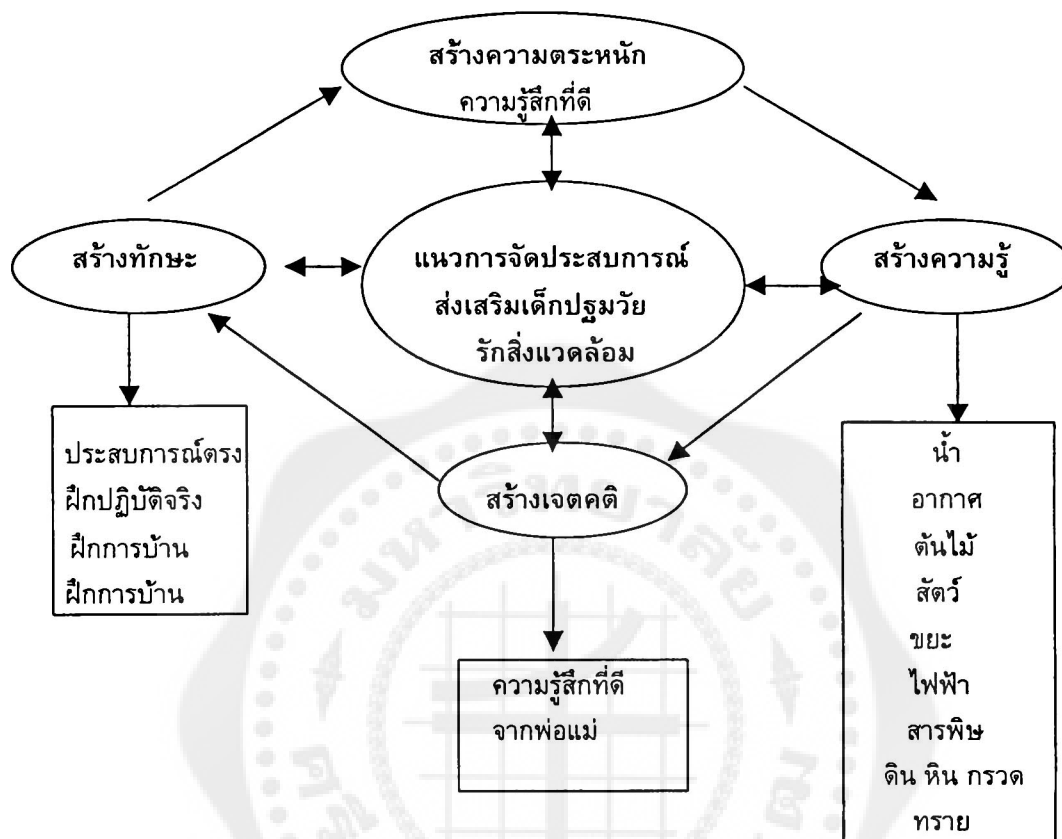 สร้างความตระหนัก
ความรู้สึกที่ดี
สร้างทักษะ
แนวการจัดประสบการณ์
ส่งเสริมเด็กปฐมวัย
รักสิ่งแวดล้อม
สร้างความรู้
ประสบการณ์ตรง
ฝึกปฏิบัติจริง
ฝึกการบ้าน
ฝึกการบ้าน
สร้างเจตคติ
ความรู้สึกที่ดี
จากพ่อแม่
น้ำ
อากาศ
ต้นไม้
สัตว์
ขยะ
ไฟฟ้า
สารพิษ
ดิน หิน กรวด
ทราย